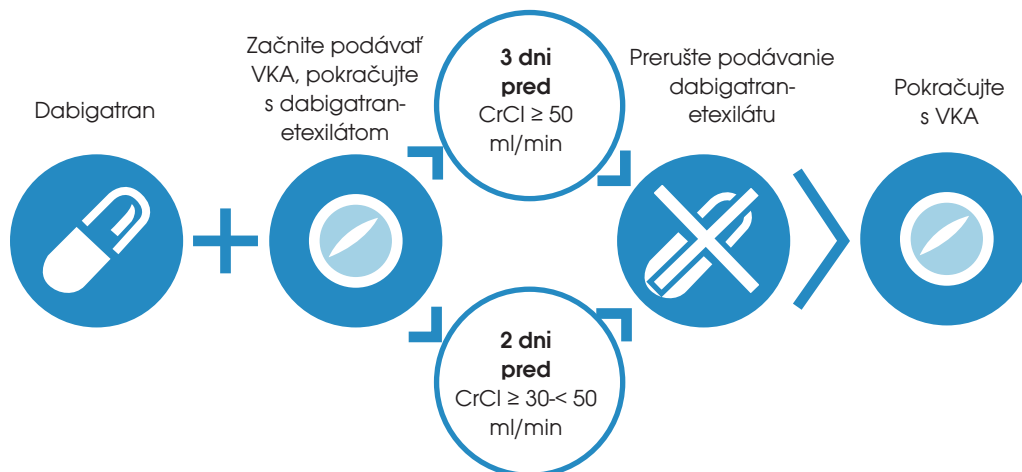 Dabigatran
Začnite podávať
VKA, pokračujte
s dabigatran-
etexilátom
3 dni
pred
CrCl ≥ 50
ml/min
2 dni
pred
CrCl ≥ 30-< 50
ml/min
Prerušte podávanie
dabigatran-
etexilátu
Pokračujte
s VKA